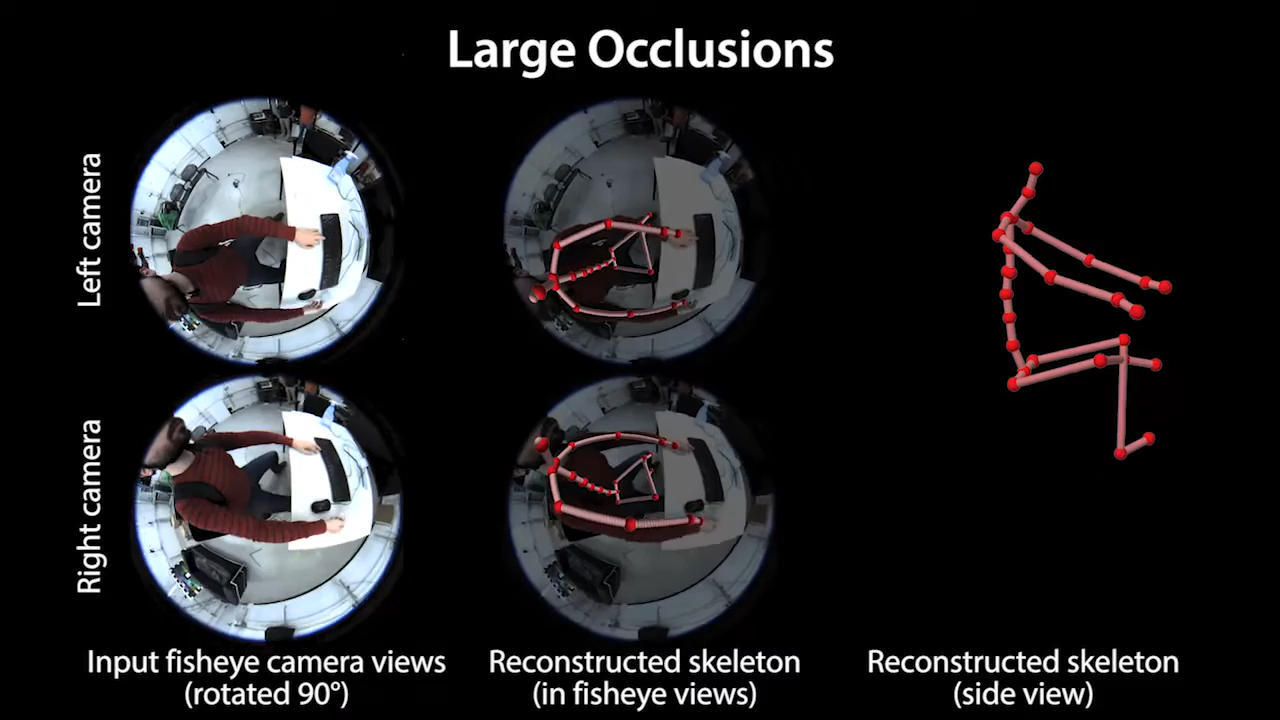 Large Occlusions
Left camera
Right camera
Input fisheye camera views
(rotated 90°)
Reconstructed skeleton
(in fisheye views)
Reconstructed skeleton
(side view)